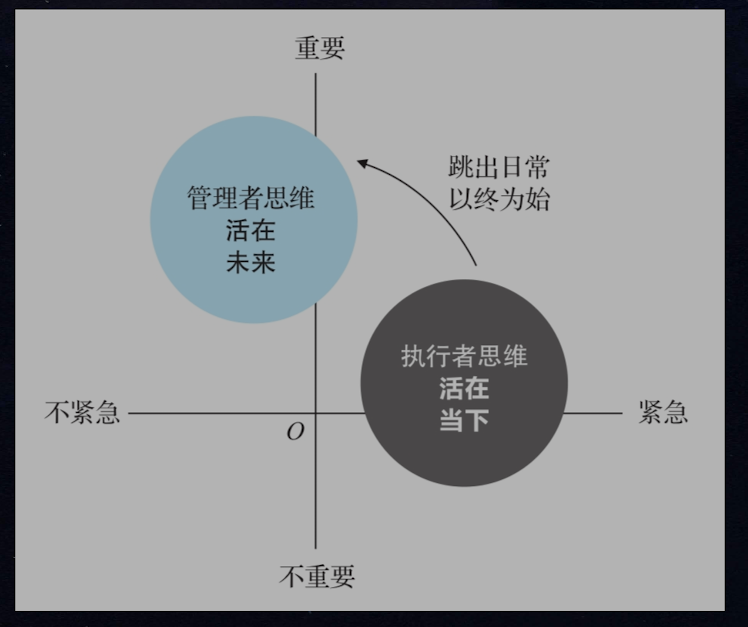 重要
跳出日常
以终为始
管理者思维
活在
未来
执行者思维
活在
当下
不紧急
紧急
O
不重要